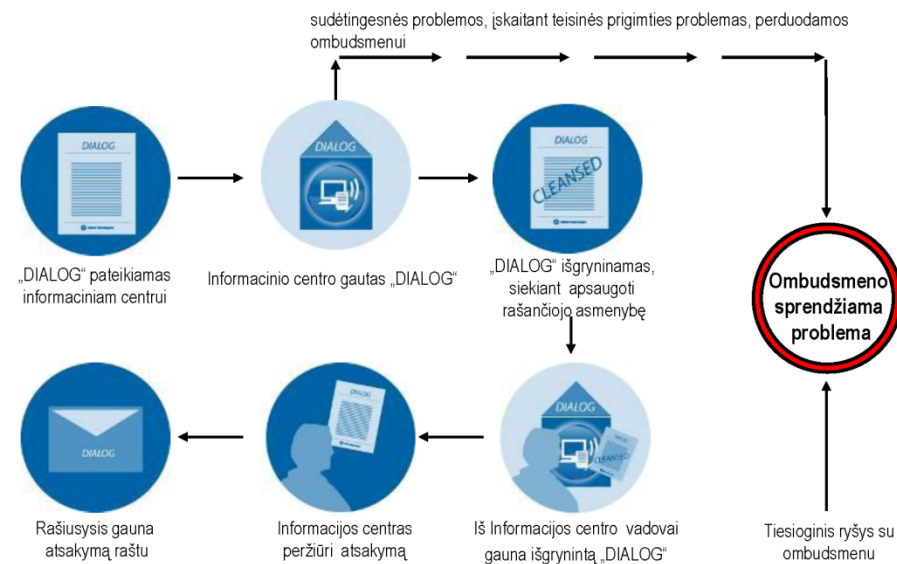 sudėtingesnės problemos, įskaitant teisinės prigimties problemas, perduodamos
ombudsmenui
DIALOG
DIALOG
DIALOG
CLEANSED
„DIALOG“ pateikiamas
informaciniam centrui
Informacinio centro gautas „DIALOG“
„DIALOG“ išgryninamas,
siekiant apsaugoti
rašančiojo asmenybę
Ombudsmeno
sprendžiama
problema
DIALOG
DIALOG
DIALOG
CLEANSED
Rašiusysis gauna
atsakymą raštu
Informacijos centras
peržiūri atsakymą
Iš Informacijos centro vadovai
gauna išgrynintą „DIALOG“
Tiesioginis ryšys su
ombudsmenu